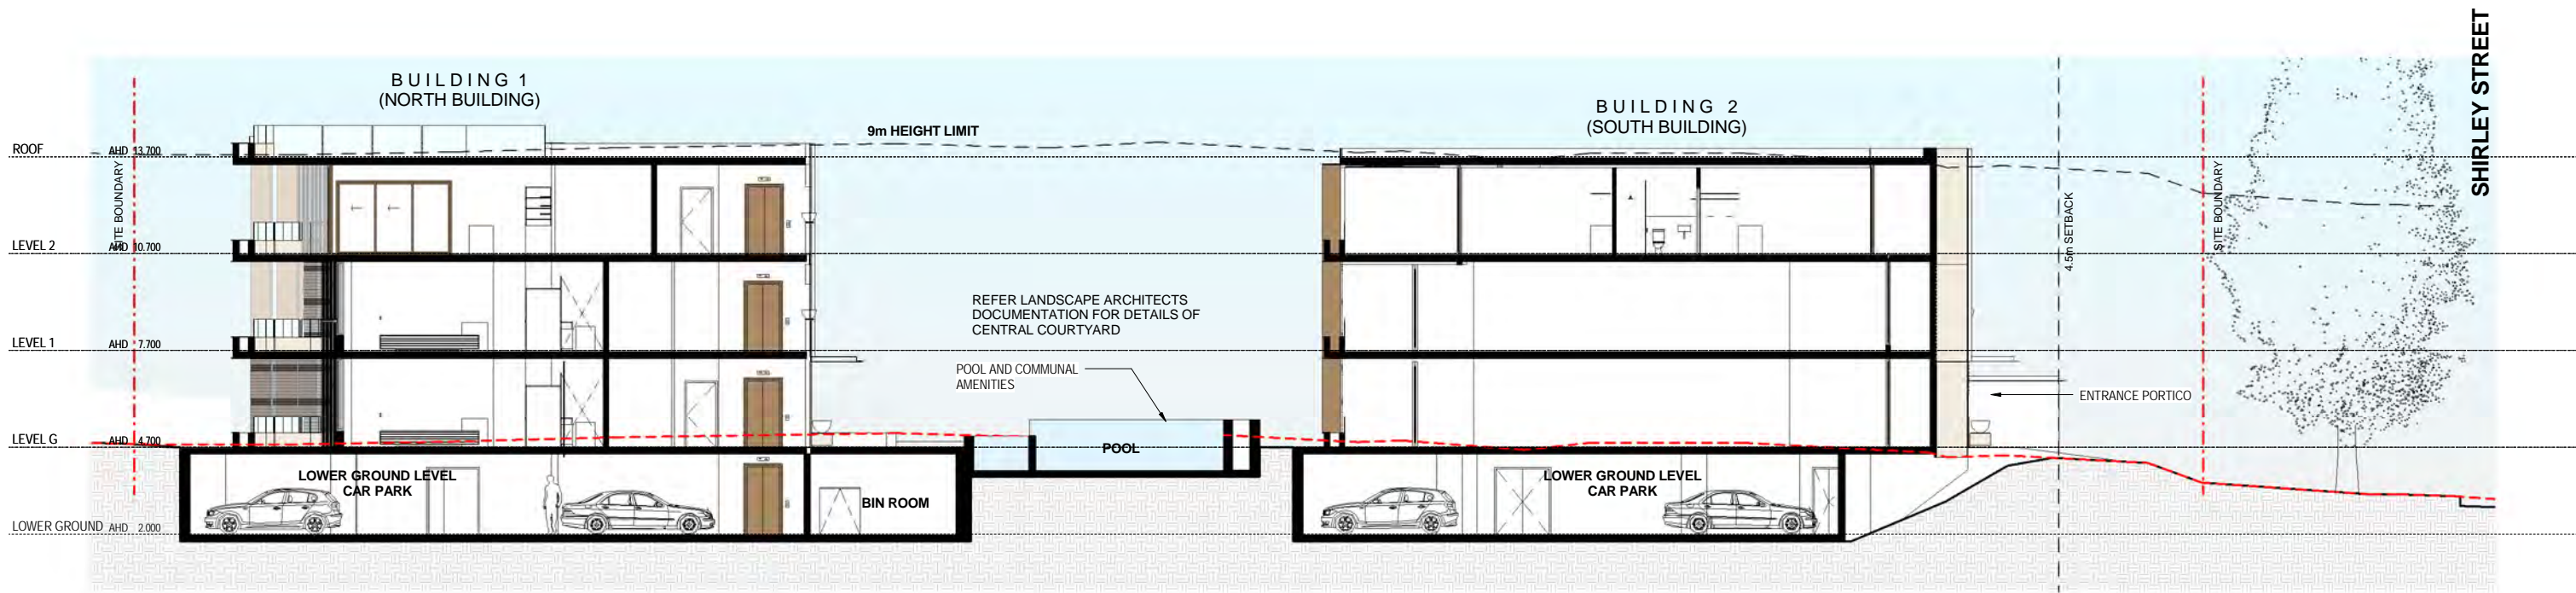 SHIRLEY STREET
BUILDING 1
(NORTH BUILDING)
BUILDING 2
(SOUTH BUILDING)
9m HEIGHT LIMIT
ROOF AHD 13.700
SITE BOUNDARY
SITE BOUNDARY
4.5m SETBACK
LEVEL 2 AHD 10.700
REFER LANDSCAPE ARCHITECTS
DOCUMENTATION FOR DETAILS OF
CENTRAL COURTYARD
LEVEL 1 AHD 7.700
POOL AND COMMUNAL
AMENITIES
ENTRANCE PORTICO
LEVEL G AHD 4.700
POOL
LOWER GROUND LEVEL
CAR PARK
BIN ROOM
LOWER GROUND LEVEL
CAR PARK
LOWER GROUND AHD 2.000